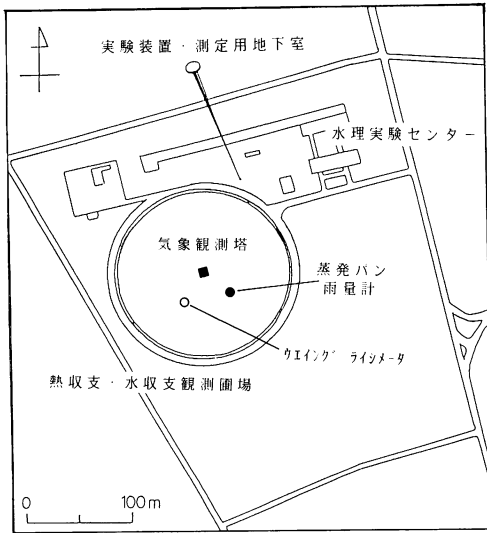 実験装置・測定用地下室
水理実験センター
気象観測塔
蒸発パン
雨量計
ウエイング ライシメータ
熱収支・水収支観測圃場
0 100m